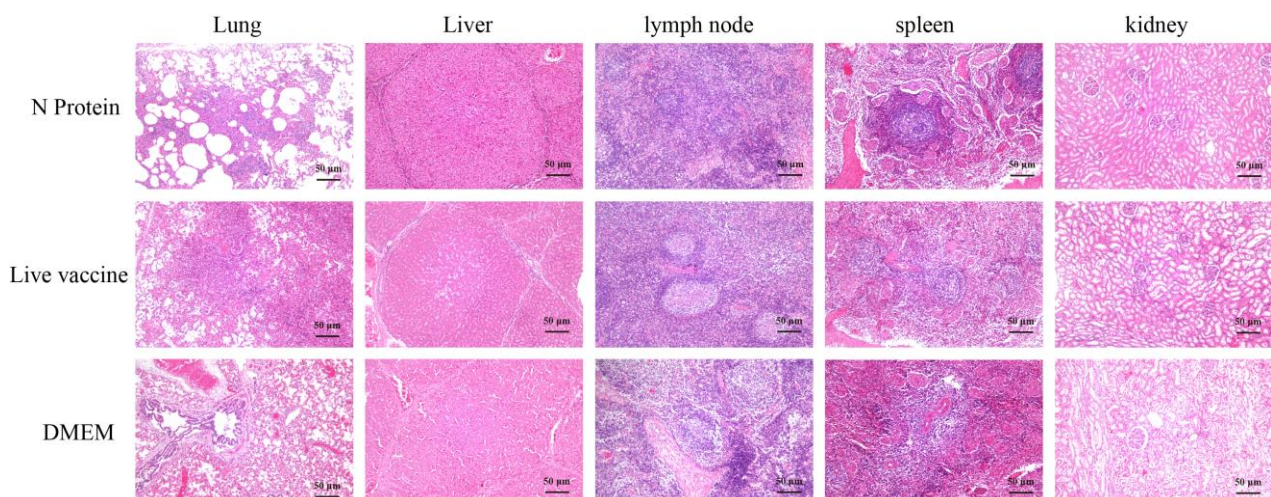 Lung Liver lymph node spleen kidney
N Protein
50 μm 50 μm 50 μm 50 μm 50 μm
Live vaccine
50 μm 50 μm 50 μm 50 μm 50 μm
DMEM
50 μm 50 μm 50 μm 50 μm 50 μm